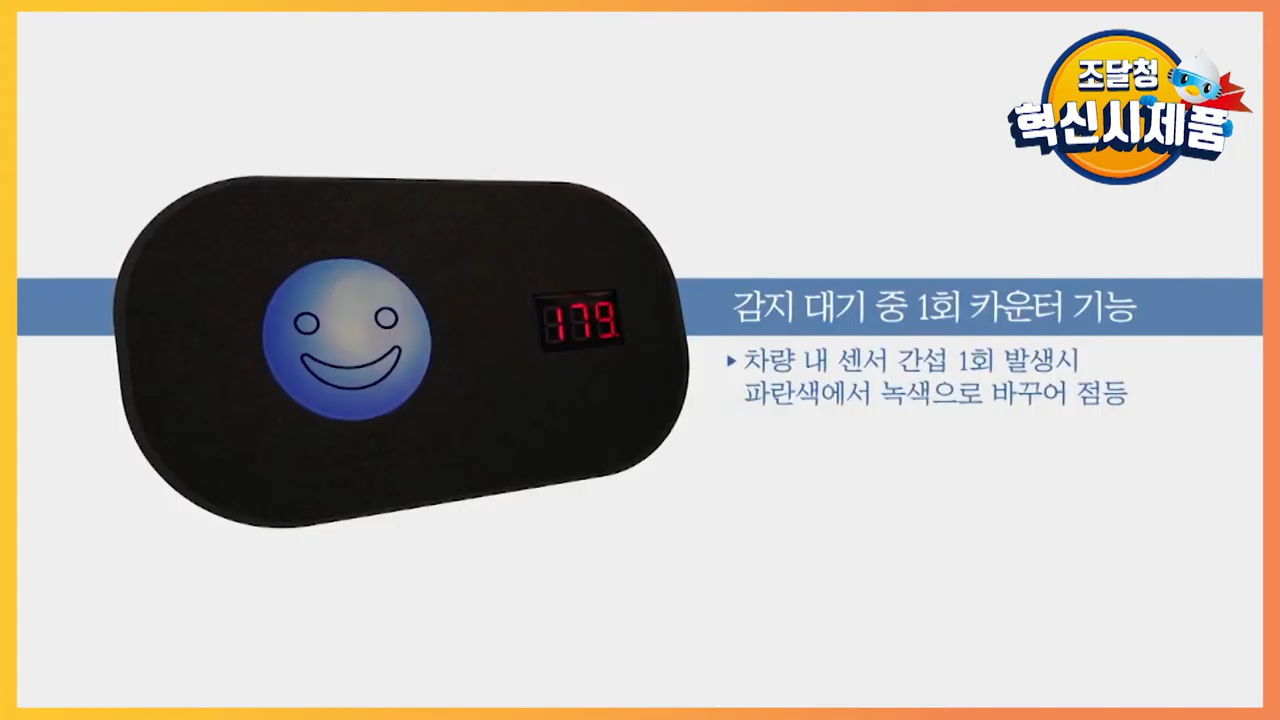 조달청
혁신시제품
179
감지 대기 중 1회 카운터 기능
▸ 차량 내 센서 간섭 1회 발생시
파란색에서 녹색으로 바꾸어 점등